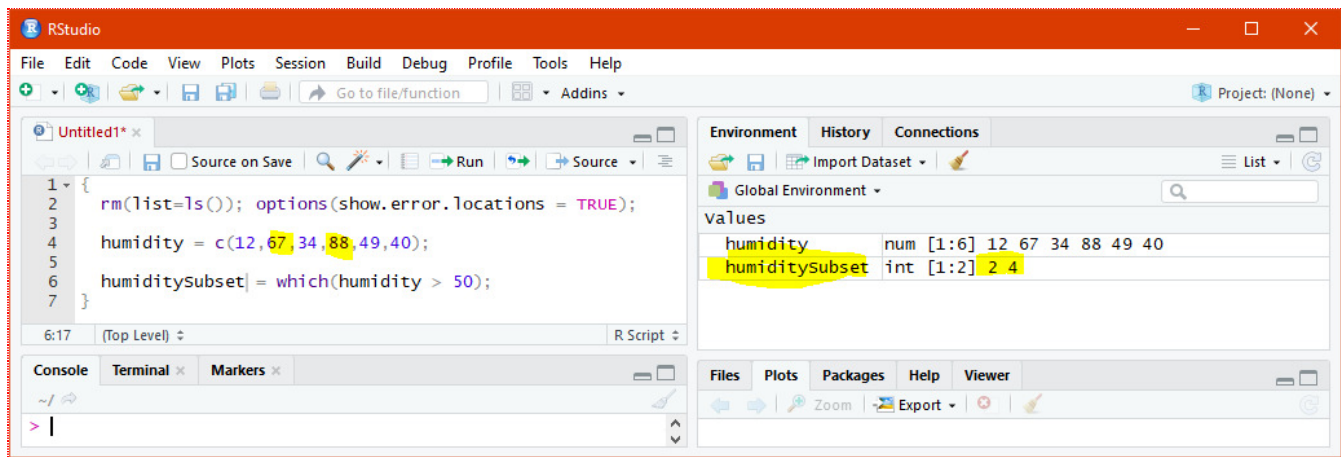 RStudio
File Edit Code View Plots Session Build Debug Profile Tools Help
Go to file/function Addins Project: (None)
Untitled1*
Source on Save Run Source
1 {
2 rm(list=ls()); options(show.error.locations = TRUE);
3
4 humidity = c(12,67,34,88,49,40);
5
6 humiditySubset = which(humidity > 50);
7 }
6:17 (Top Level) R Script
Console Terminal Markers
~/
>
Environment History Connections
Import Dataset List
Global Environment
Values
humidity num [1:6] 12 67 34 88 49 40
humiditySubset int [1:2] 2 4
Files Plots Packages Help Viewer
Zoom Export